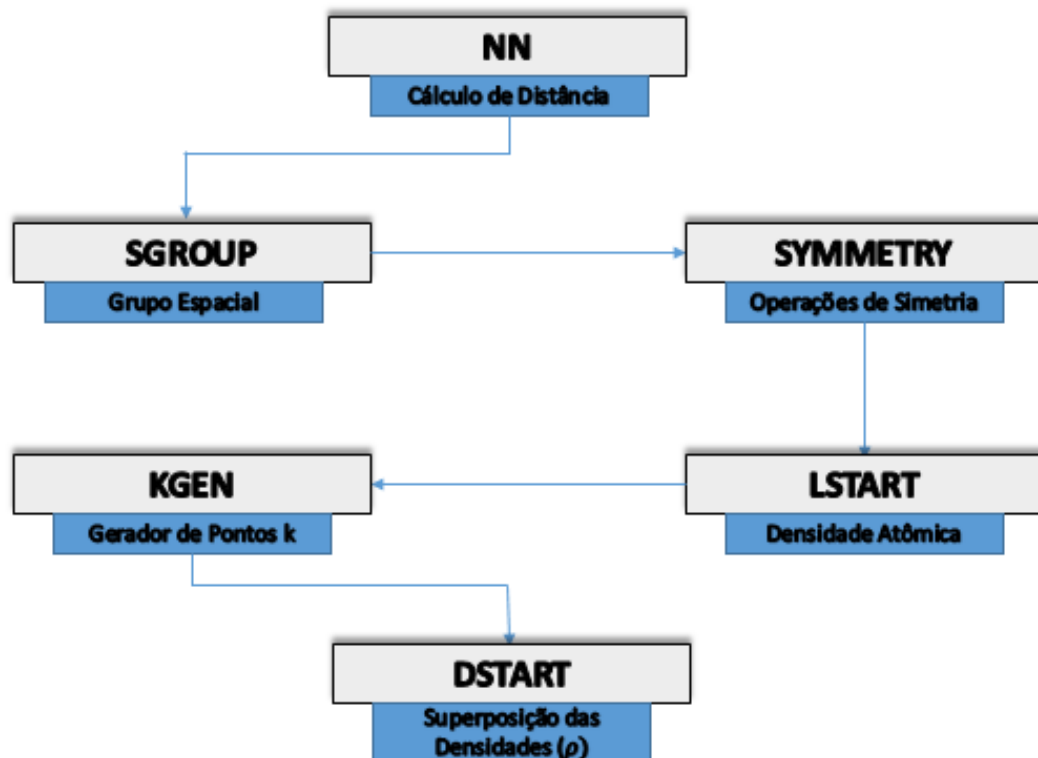 NN
Cálculo de Distância
SGROUP
Grupo Espacial
SYMMETRY
Operações de Simetria
KGEN
Gerador de Pontos k
LSTART
Densidade Atômica
DSTART
Superposição das
Densidades (ρ)